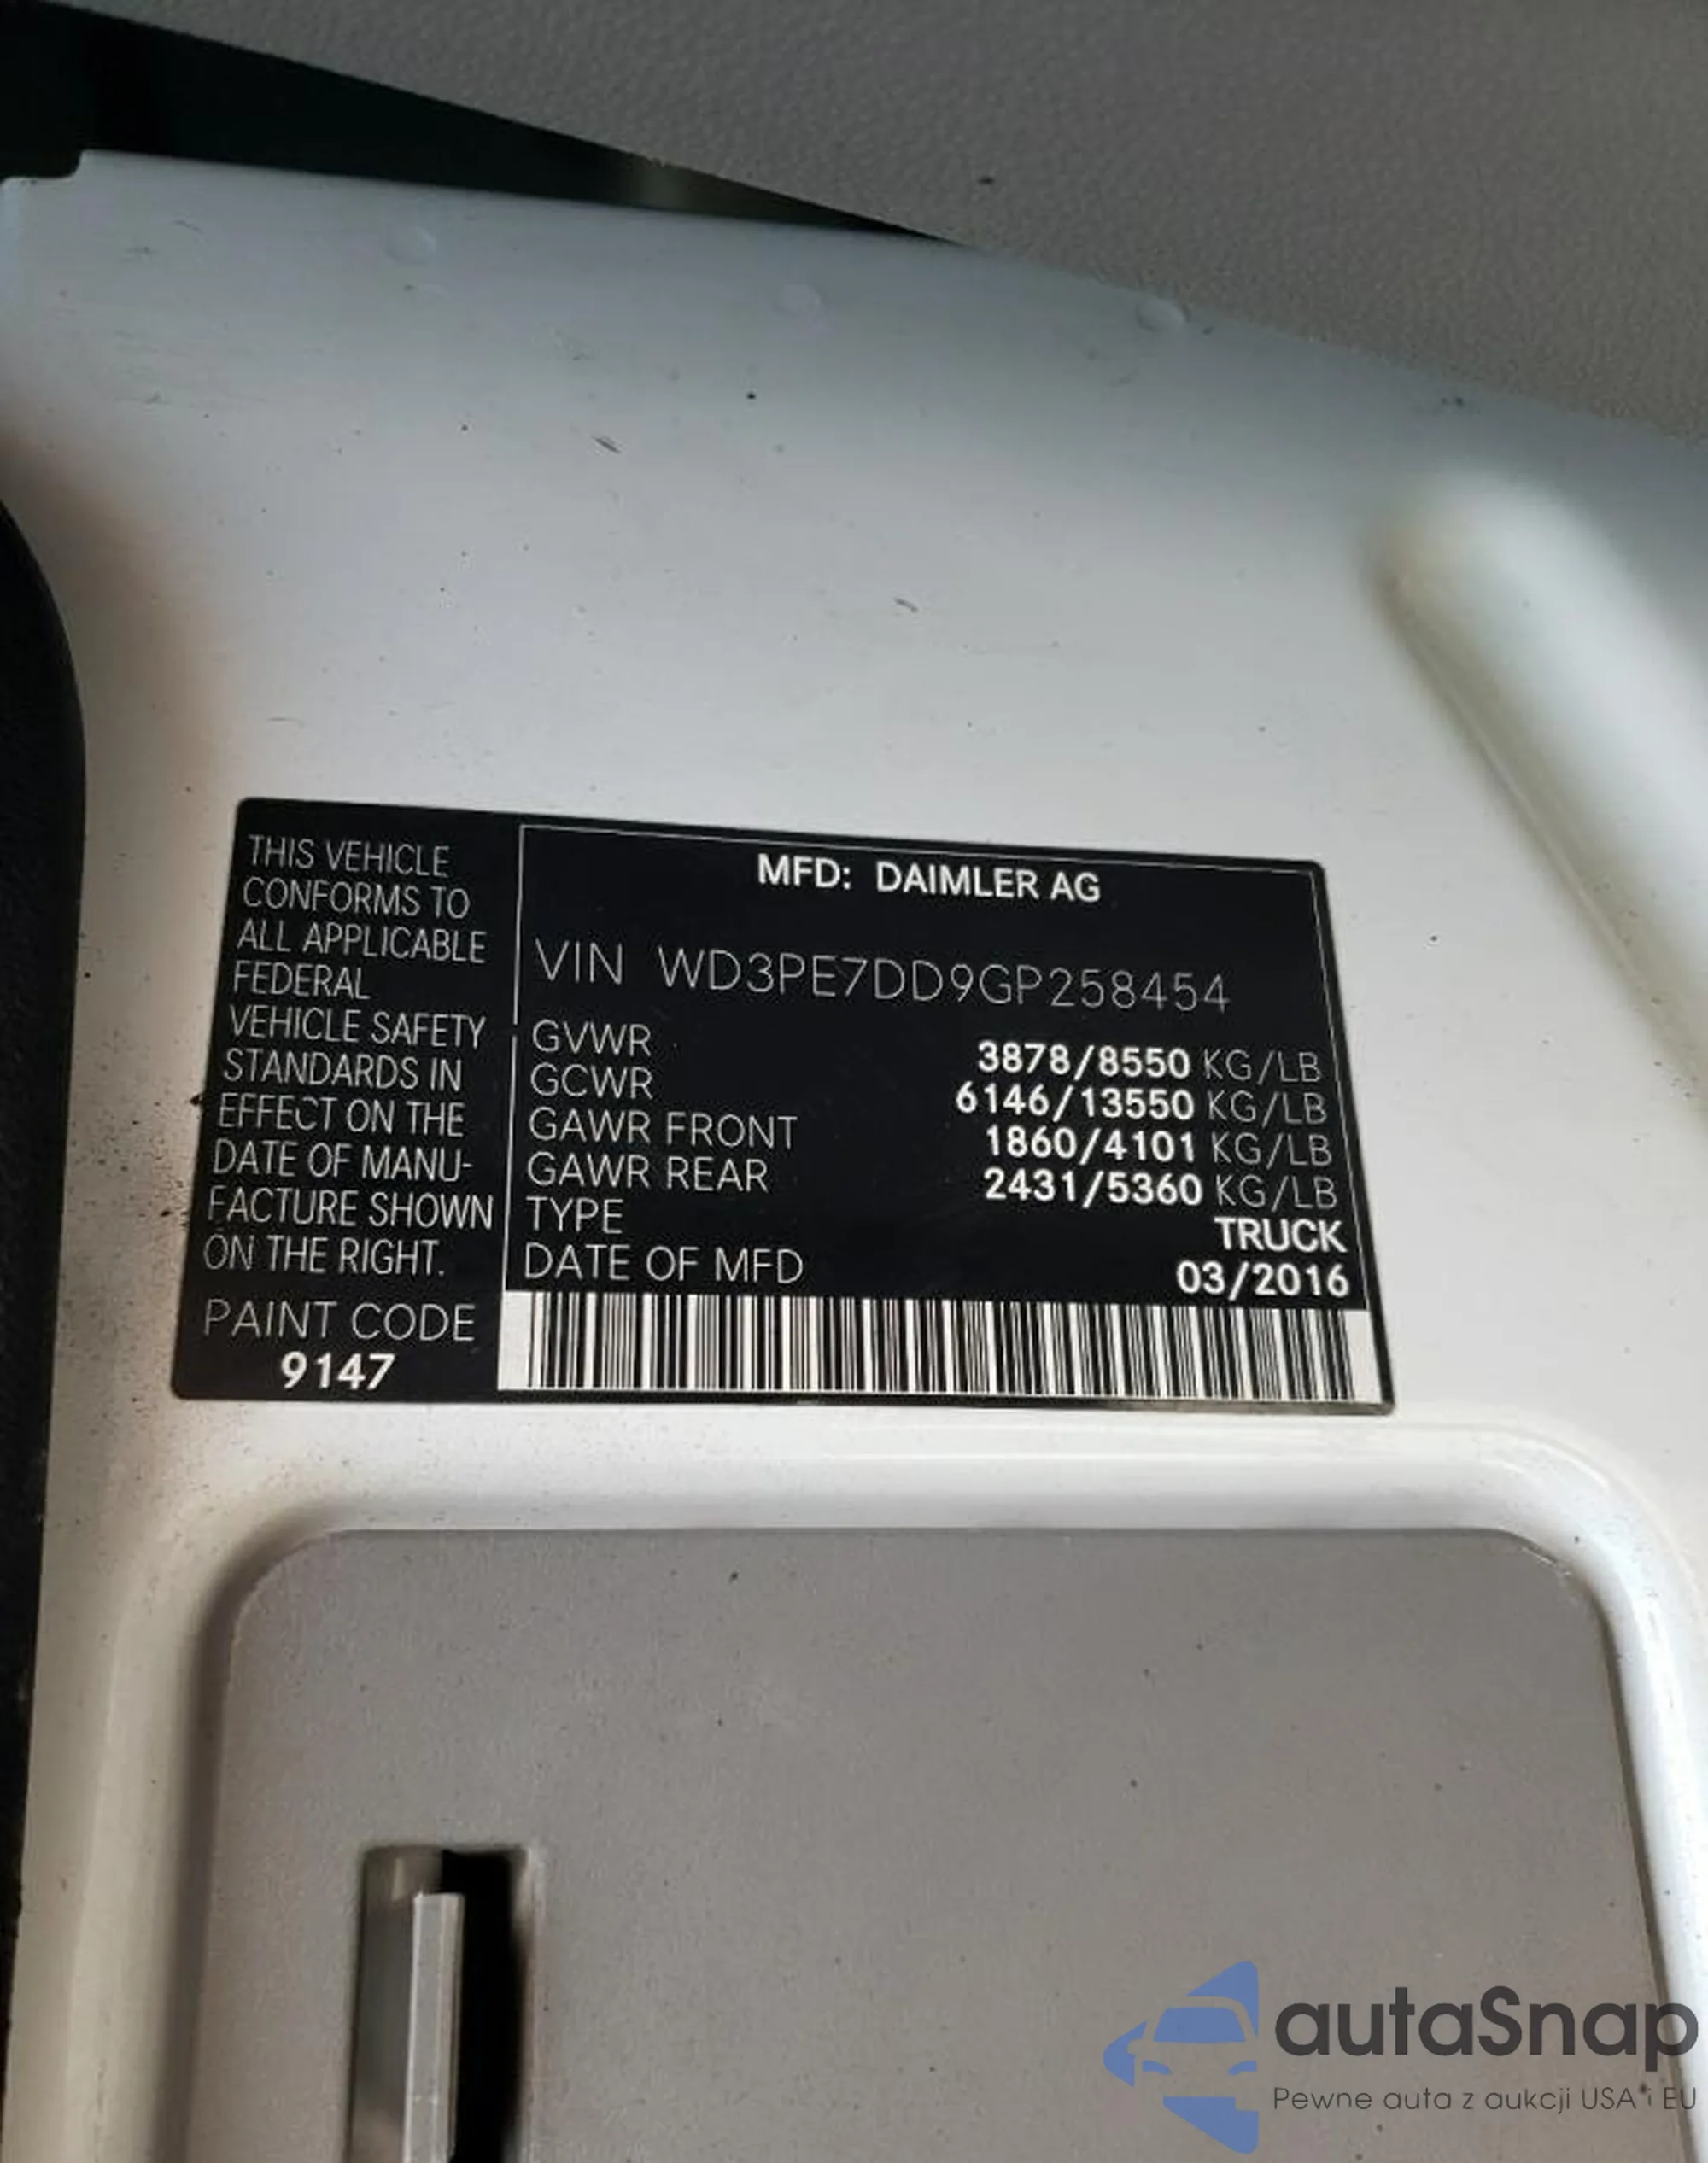 THIS VEHICLE
CONFORMS TO
ALL APPLICABLE
FEDERAL
VEHICLE SAFETY
STANDARDS IN
EFFECT ON THE
DATE OF MANU-
FACTURE SHOWN
ON THE RIGHT.
PAINT CODE
9147
MFD: DAIMLER AG
VIN WD3PE7DD9GP258454
GVWR 3878/8550 KG/LB
GCWR 6146/13550 KG/LB
GAWR FRONT 1860/4101 KG/LB
GAWR REAR 2431/5360 KG/LB
TYPE TRUCK
DATE OF MFD 03/2016
autaSnap
Pewne auta z aukcji USA i EU